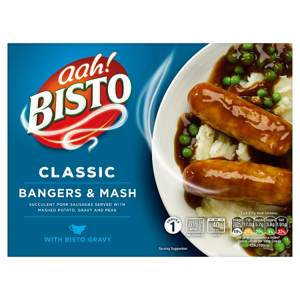 aah!
BISTO
CLASSIC
BANGERS & MASH
SUCCULENT PORK SAUSAGES SERVED WITH
MASHED POTATO, GRAVY AND PEAS
WITH BISTO GRAVY
1
Serving Suggestion